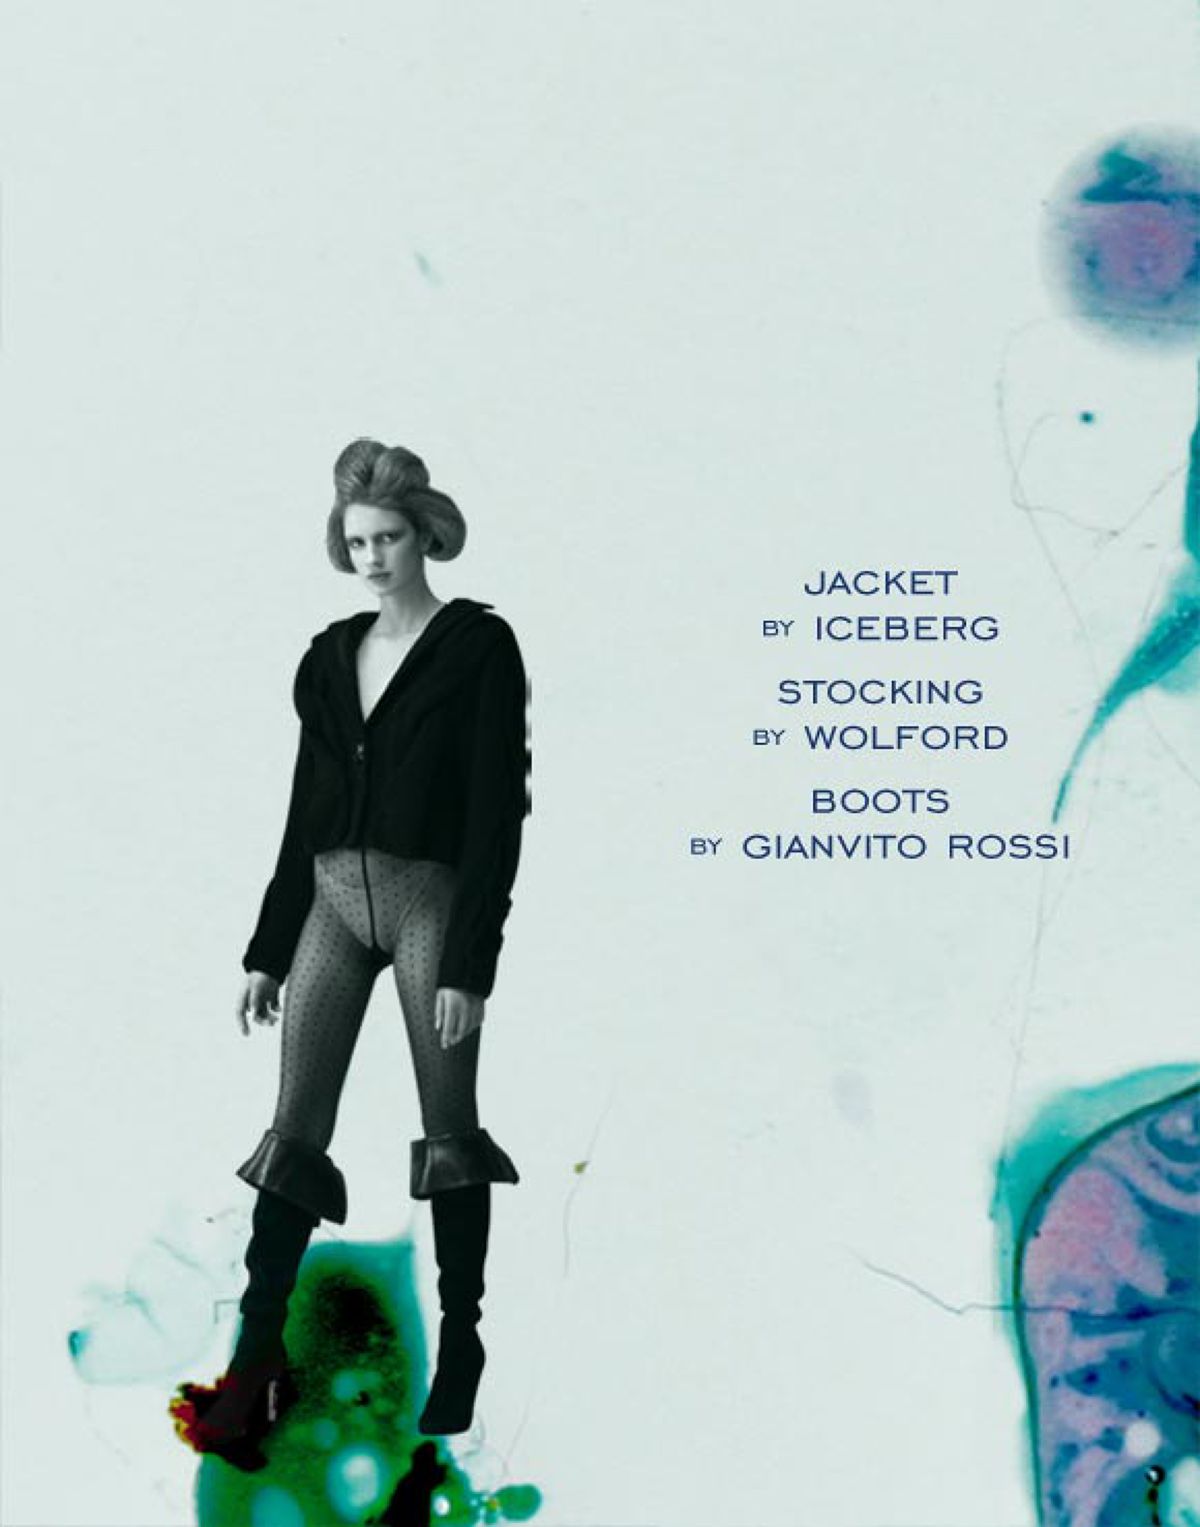 JACKET
BY ICEBERG
STOCKING
BY WOLFORD
BOOTS
BY GIANVITO ROSSI